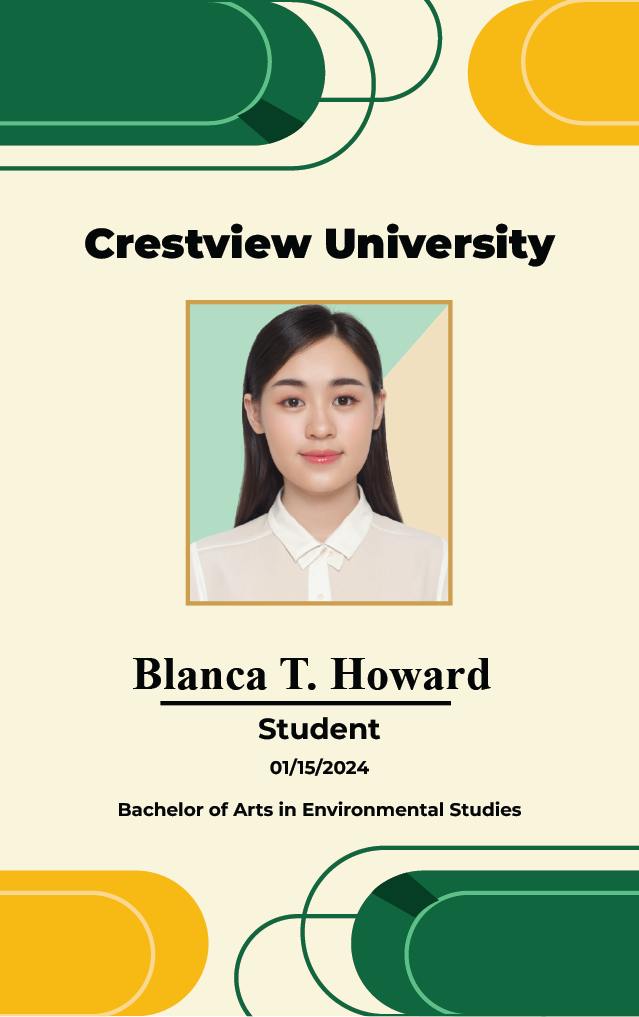 Crestview University
Blanca T. Howard
Student
01/15/2024
Bachelor of Arts in Environmental Studies